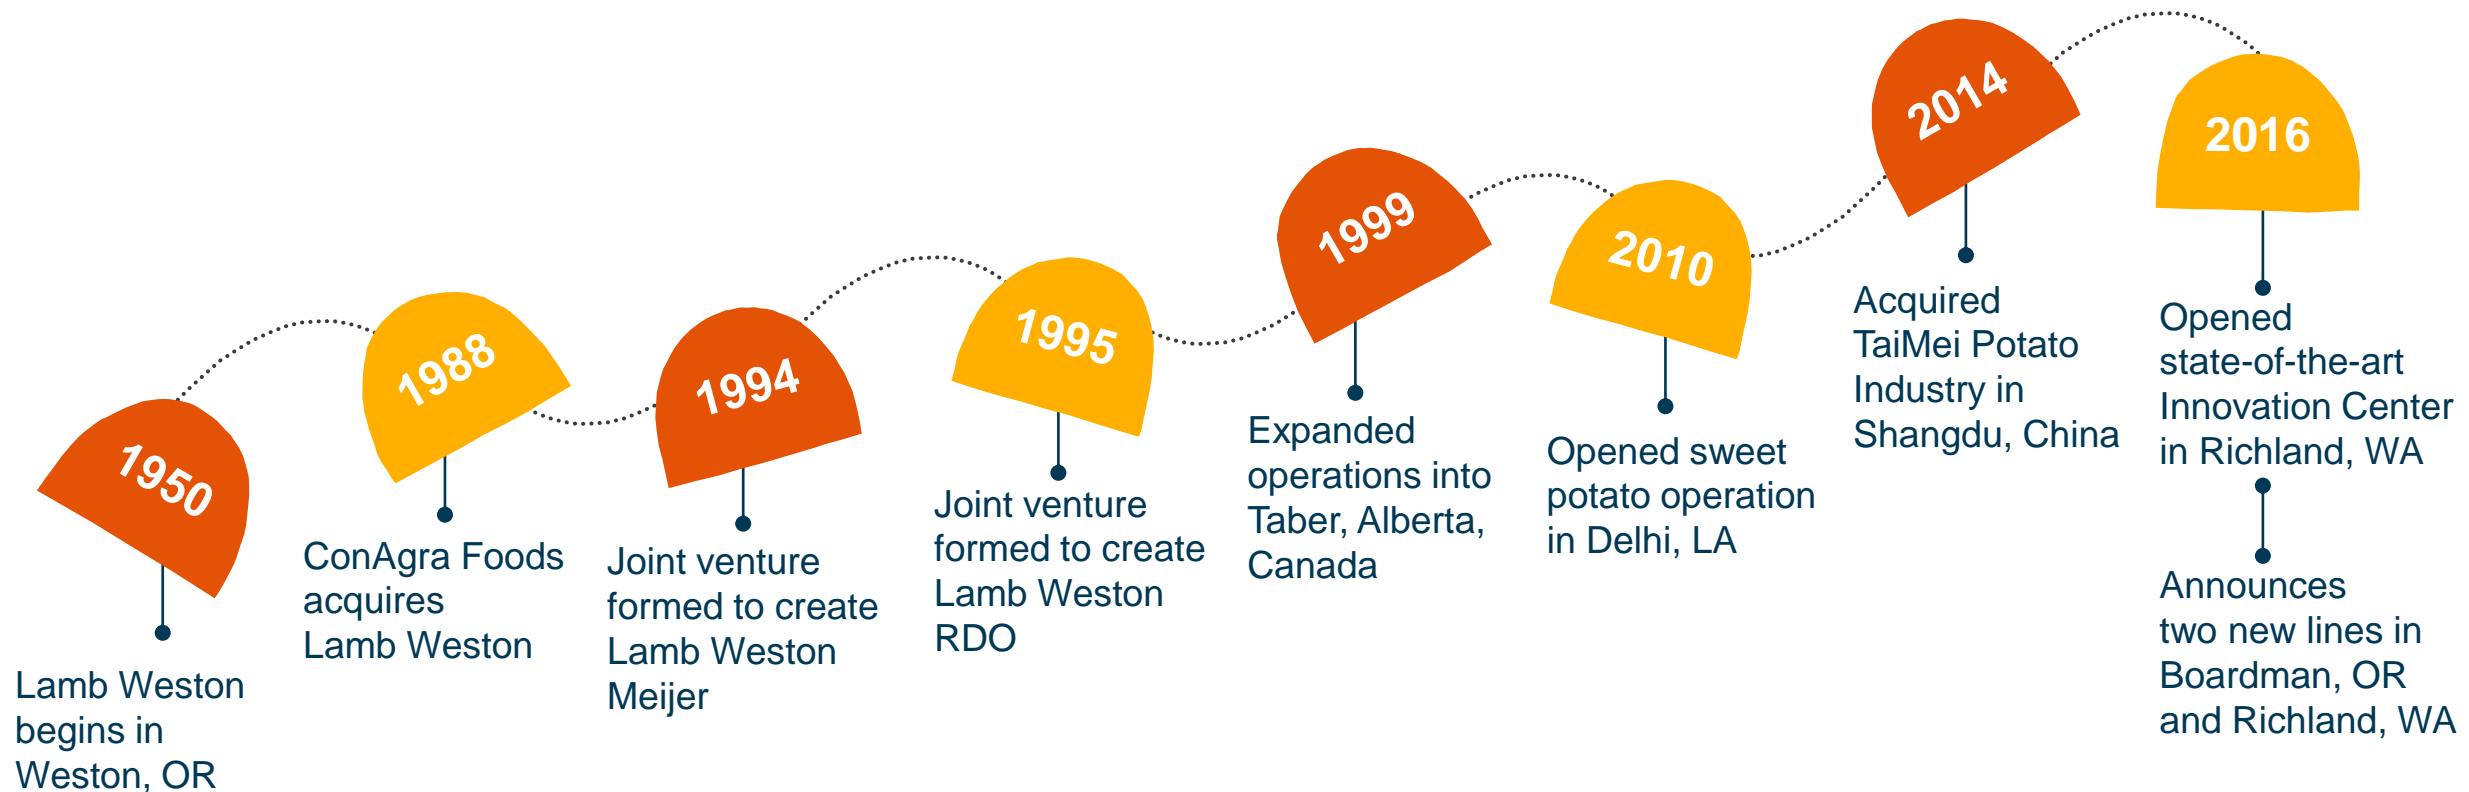 1950
Lamb Weston
begins in
Weston, OR
1988
ConAgra Foods
acquires
Lamb Weston
1994
Joint venture
formed to create
Lamb Weston
Meijer
1995
Joint venture
formed to create
Lamb Weston
RDO
1999
Expanded
operations into
Taber, Alberta,
Canada
2010
Opened sweet
potato operation
in Delhi, LA
2014
Acquired
TaiMei Potato
Industry in
Shangdu, China
2016
Opened
state-of-the-art
Innovation Center
in Richland, WA
Announces
two new lines in
Boardman, OR
and Richland, WA